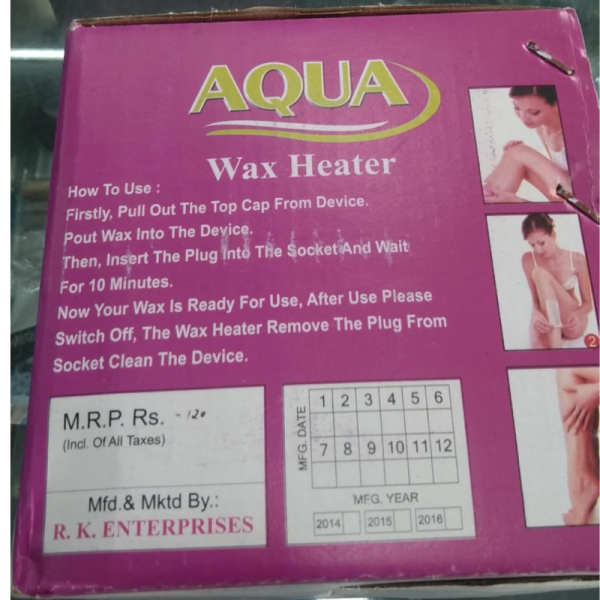 AQUA
Wax Heater
How To Use :
Firstly, Pull Out The Top Cap From Device.
Pout Wax Into The Device.
Then, Insert The Plug Into The Socket And Wait
For 10 Minutes.
Now Your Wax Is Ready For Use, After Use Please
Switch Off, The Wax Heater Remove The Plug From
Socket Clean The Device.
2
M.R.P. Rs. - 120
(Incl. Of All Taxes)
Mfd.& Mktd By.:
R. K. ENTERPRISES
MFG. DATE
1 2 3 4 5 6
7 8 9 10 11 12
MFG. YEAR
2014 2015 2016